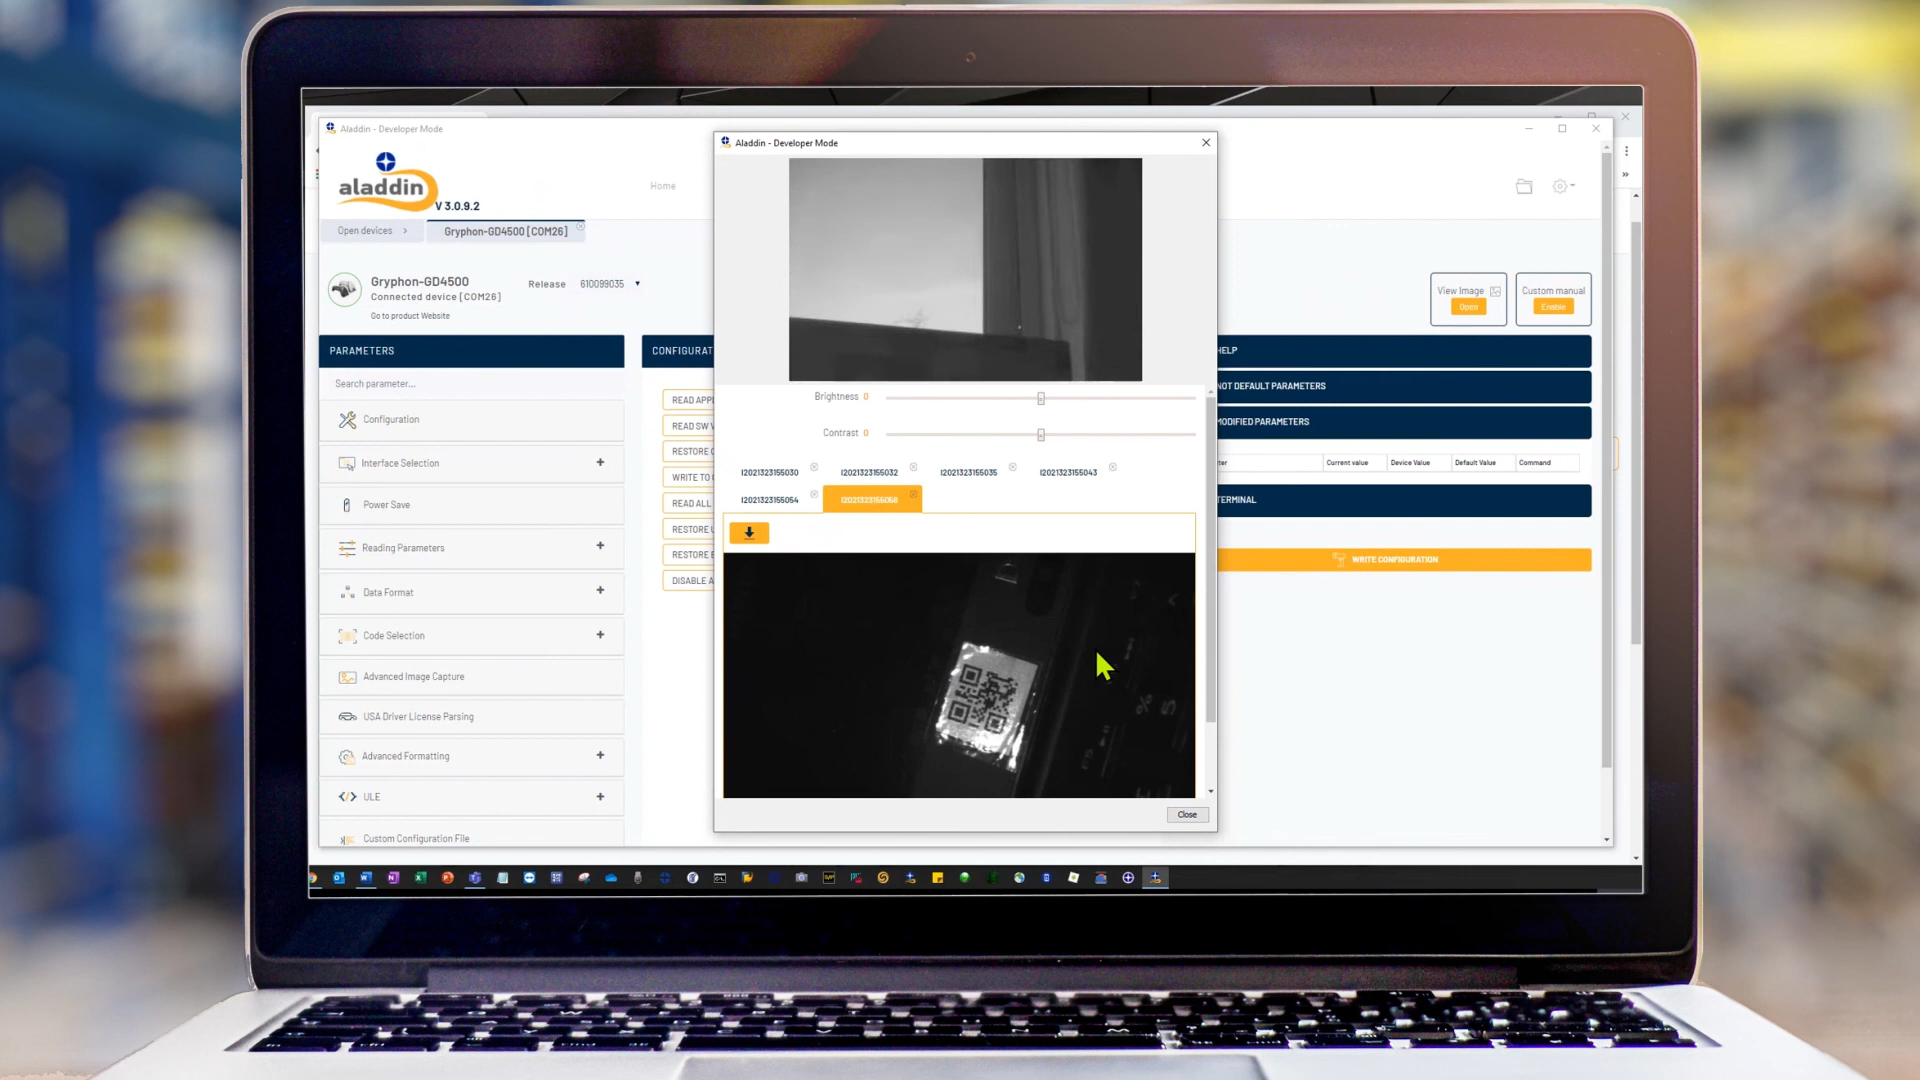 Aladdin - Developer Mode
aladdin
V 3.0.9.2
Home
Open devices >
Gryphon-GD4500 [COM26]
Gryphon-GD4500
Connected device [COM26]
Go to product Website
Release 610099035
View Image
Open
Custom manual
Enable
PARAMETERS
Search parameter...
Configuration
Interface Selection +
Power Save
Reading Parameters +
Data Format +
Code Selection +
Advanced Image Capture
USA Driver License Parsing
Advanced Formatting +
</> ULE +
Custom Configuration File
CONFIGURAT
READ APPL
READ SW V
RESTORE
WRITE TO
READ ALL
RESTORE
RESTORE
DISABLE A
Aladdin - Developer Mode
Brightness 0
Contrast 0
I2021323155030 I2021323155032 I2021323155035 I2021323155043
I2021323155054 I2021323155058
Close
HELP
NOT DEFAULT PARAMETERS
MODIFIED PARAMETERS
ter Current value Device Value Default Value Command
TERMINAL
WRITE CONFIGURATION